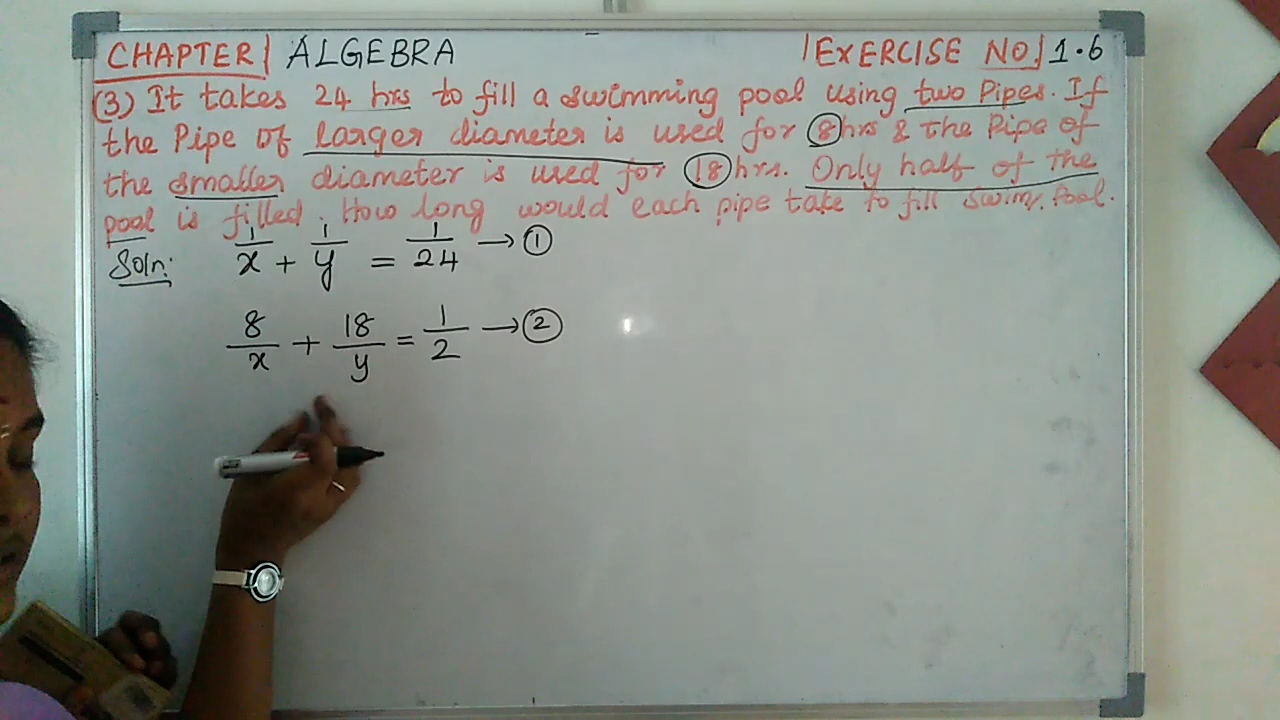 CHAPTER| ALGEBRA |EXERCISE NO| 1.6
(3) It takes 24 hrs to fill a swimming pool using two Pipes. If
the Pipe of larger diameter is used for 8 hrs & the Pipe of
the smaller diameter is used for 18 hrs. Only half of the
pool is filled. How long would each pipe take to fill swim. Pool.
Soln: 1/x + 1/y = 1/24 → ①
8/x + 18/y = 1/2 → ②